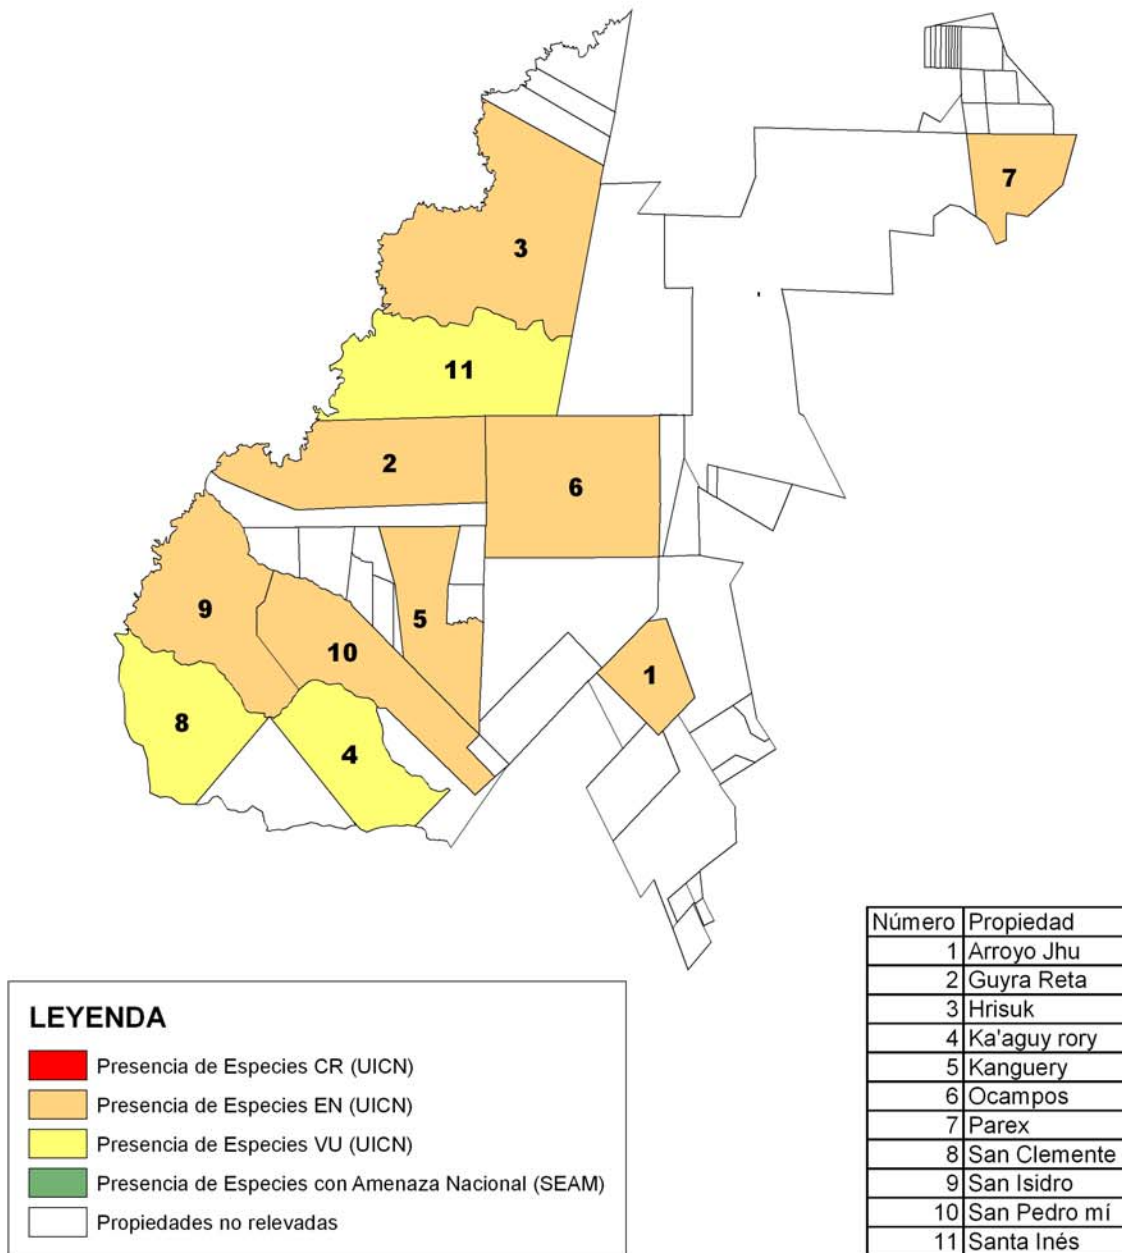 7
3
11
2
6
9
5
10
1
8
4
Número Propiedad
1 Arroyo Jhu
2 Guyra Reta
3 Hrisuk
4 Ka'aguy rory
5 Kanguery
6 Ocampos
7 Parex
8 San Clemente
9 San Isidro
10 San Pedro mí
11 Santa Inés
LEYENDA
Presencia de Especies CR (UICN)
Presencia de Especies EN (UICN)
Presencia de Especies VU (UICN)
Presencia de Especies con Amenaza Nacional (SEAM)
Propiedades no relevadas